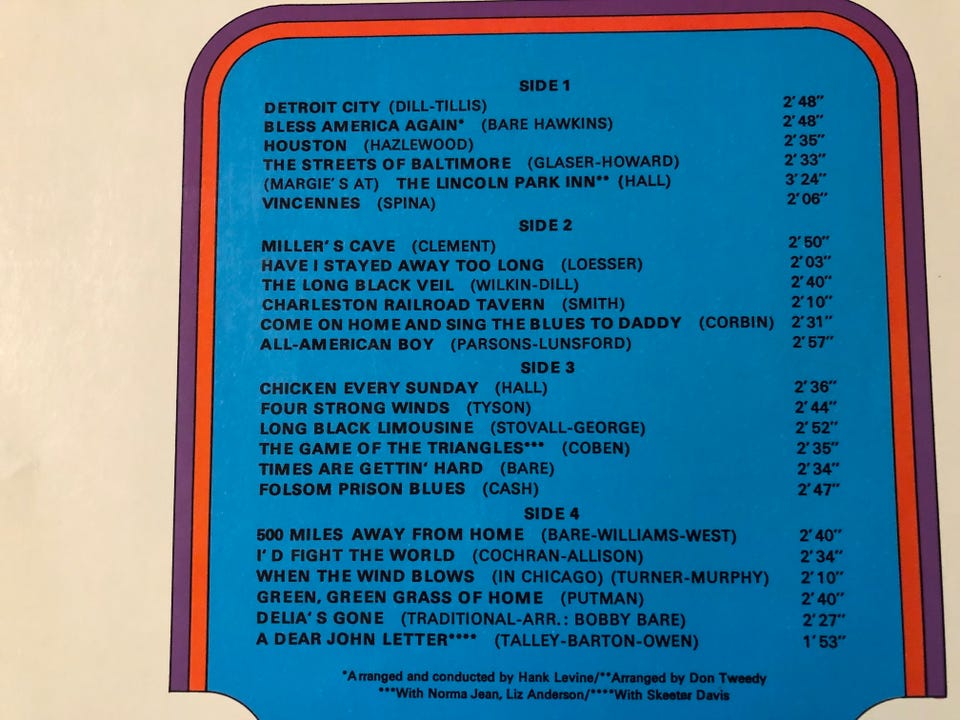 SIDE 1
DETROIT CITY (DILL-TILLIS) 2'48"
BLESS AMERICA AGAIN* (BARE HAWKINS) 2'48"
HOUSTON (HAZLEWOOD) 2'35"
THE STREETS OF BALTIMORE (GLASER-HOWARD) 2'33"
(MARGIE'S AT) THE LINCOLN PARK INN** (HALL) 3'24"
VINCENNES (SPINA) 2'06"
SIDE 2
MILLER'S CAVE (CLEMENT) 2'50"
HAVE I STAYED AWAY TOO LONG (LOESSER) 2'03"
THE LONG BLACK VEIL (WILKIN-DILL) 2'40"
CHARLESTON RAILROAD TAVERN (SMITH) 2'10"
COME ON HOME AND SING THE BLUES TO DADDY (CORBIN) 2'31"
ALL-AMERICAN BOY (PARSONS-LUNSFORD) 2'57"
SIDE 3
CHICKEN EVERY SUNDAY (HALL) 2'36"
FOUR STRONG WINDS (TYSON) 2'44"
LONG BLACK LIMOUSINE (STOVALL-GEORGE) 2'52"
THE GAME OF THE TRIANGLES*** (COBEN) 2'35"
TIMES ARE GETTIN' HARD (BARE) 2'34"
FOLSOM PRISON BLUES (CASH) 2'47"
SIDE 4
500 MILES AWAY FROM HOME (BARE-WILLIAMS-WEST) 2'40"
I'D FIGHT THE WORLD (COCHRAN-ALLISON) 2'34"
WHEN THE WIND BLOWS (IN CHICAGO) (TURNER-MURPHY) 2'10"
GREEN, GREEN GRASS OF HOME (PUTMAN) 2'40"
DELIA'S GONE (TRADITIONAL-ARR.: BOBBY BARE) 2'27"
A DEAR JOHN LETTER**** (TALLEY-BARTON-OWEN) 1'53"
*Arranged and conducted by Hank Levine/**Arranged by Don Tweedy
***With Norma Jean, Liz Anderson/****With Skeeter Davis